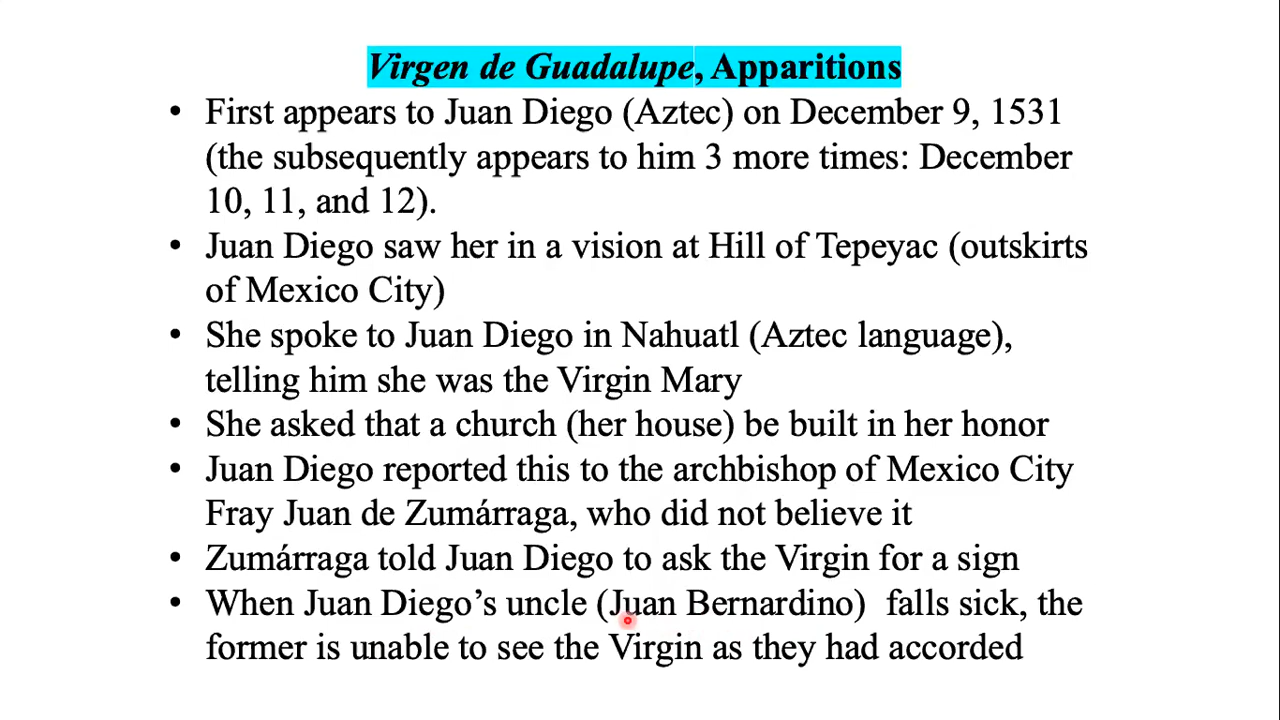 Virgen de Guadalupe, Apparitions
• First appears to Juan Diego (Aztec) on December 9, 1531
(the subsequently appears to him 3 more times: December
10, 11, and 12).
• Juan Diego saw her in a vision at Hill of Tepeyac (outskirts
of Mexico City)
• She spoke to Juan Diego in Nahuatl (Aztec language),
telling him she was the Virgin Mary
• She asked that a church (her house) be built in her honor
• Juan Diego reported this to the archbishop of Mexico City
Fray Juan de Zumárraga, who did not believe it
• Zumárraga told Juan Diego to ask the Virgin for a sign
• When Juan Diego’s uncle (Juan Bernardino)  falls sick, the
former is unable to see the Virgin as they had accorded